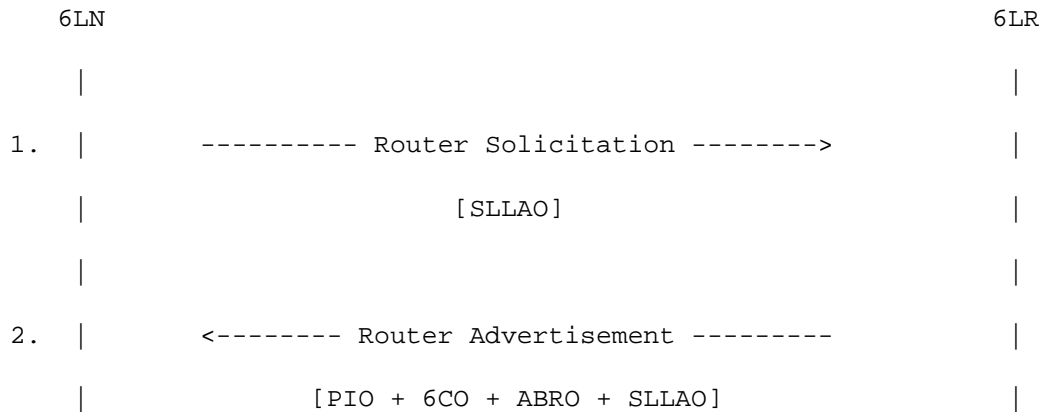 6LN 6LR
| |
1. | ---------- Router Solicitation --------> |
| [SLLAO] |
| |
2. | <-------- Router Advertisement --------- |
| [PIO + 6CO + ABRO + SLLAO] |